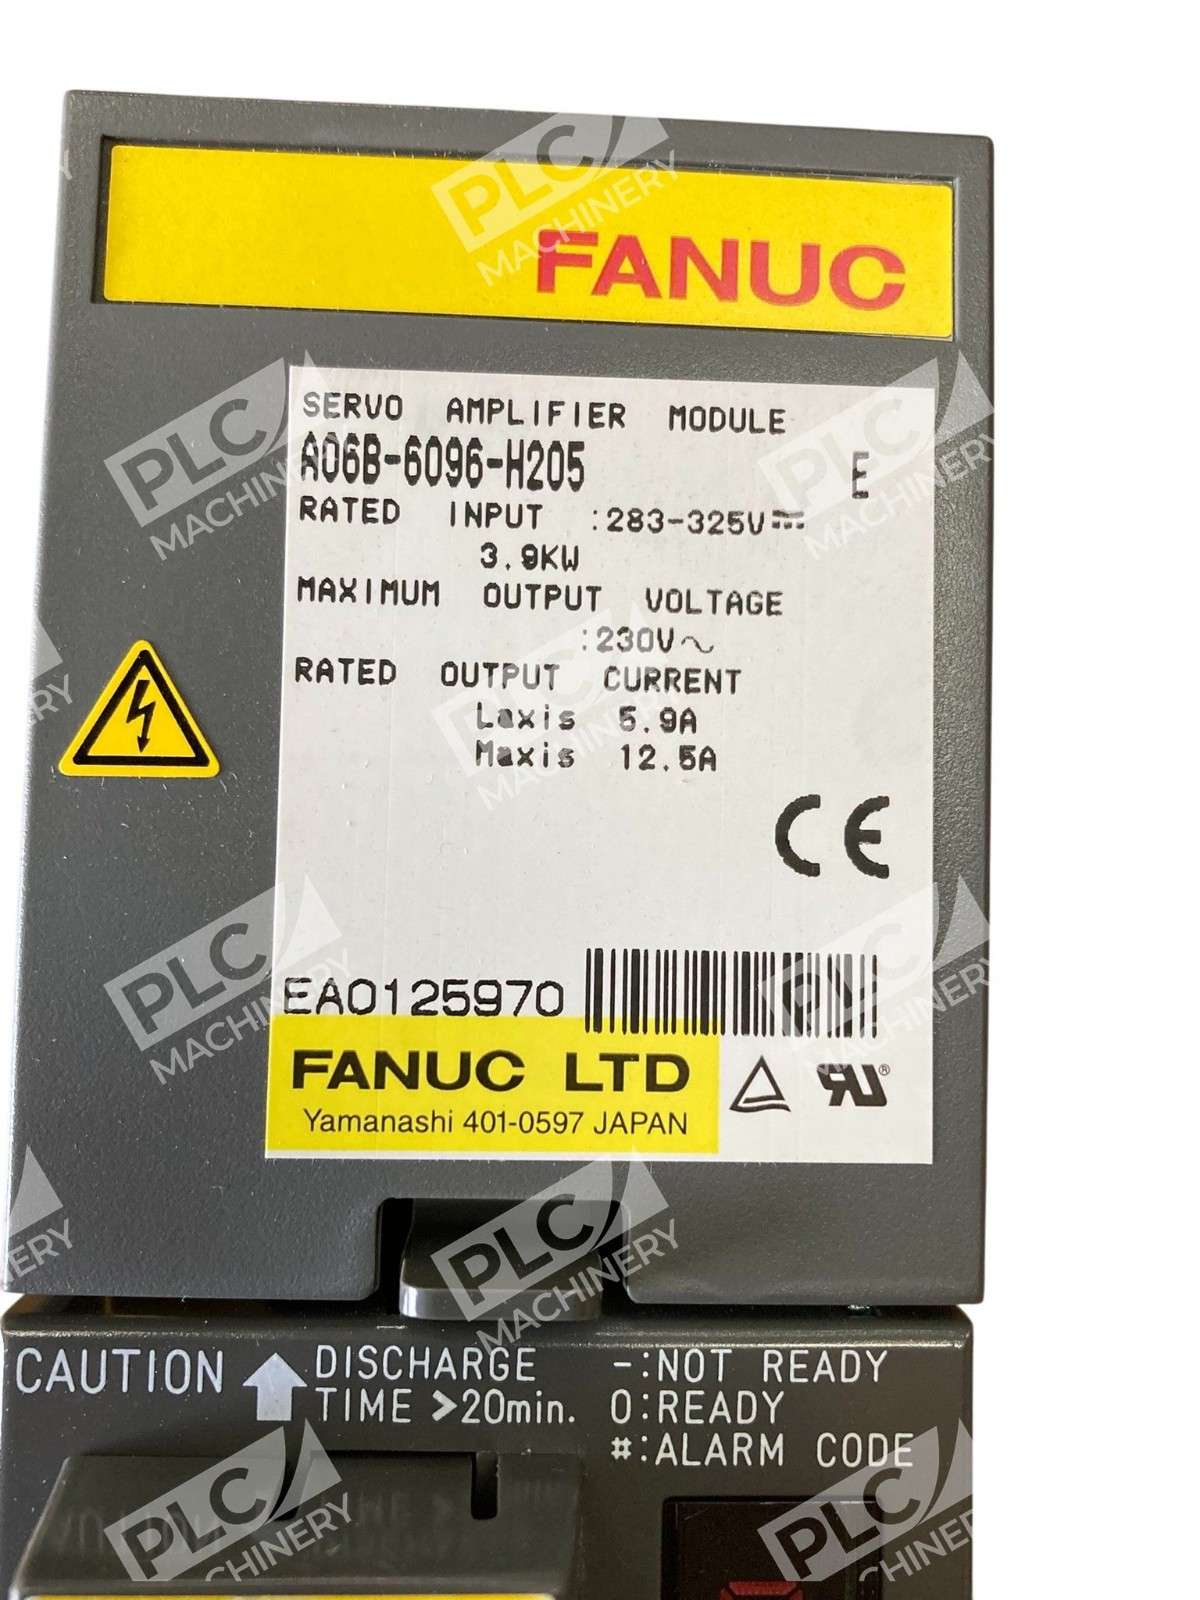 FANUC
SERVO AMPLIFIER MODULE
A06B-6096-H205 E
RATED INPUT :283-325V⎓
3.9KW
MAXIMUM OUTPUT VOLTAGE
:230V~
RATED OUTPUT CURRENT
Laxis 5.9A
Maxis 12.5A
CE
EA0125970
FANUC LTD
Yamanashi 401-0597 JAPAN
CAUTION DISCHARGE -:NOT READY
TIME >20min. 0:READY
#:ALARM CODE
PLC MACHINERY